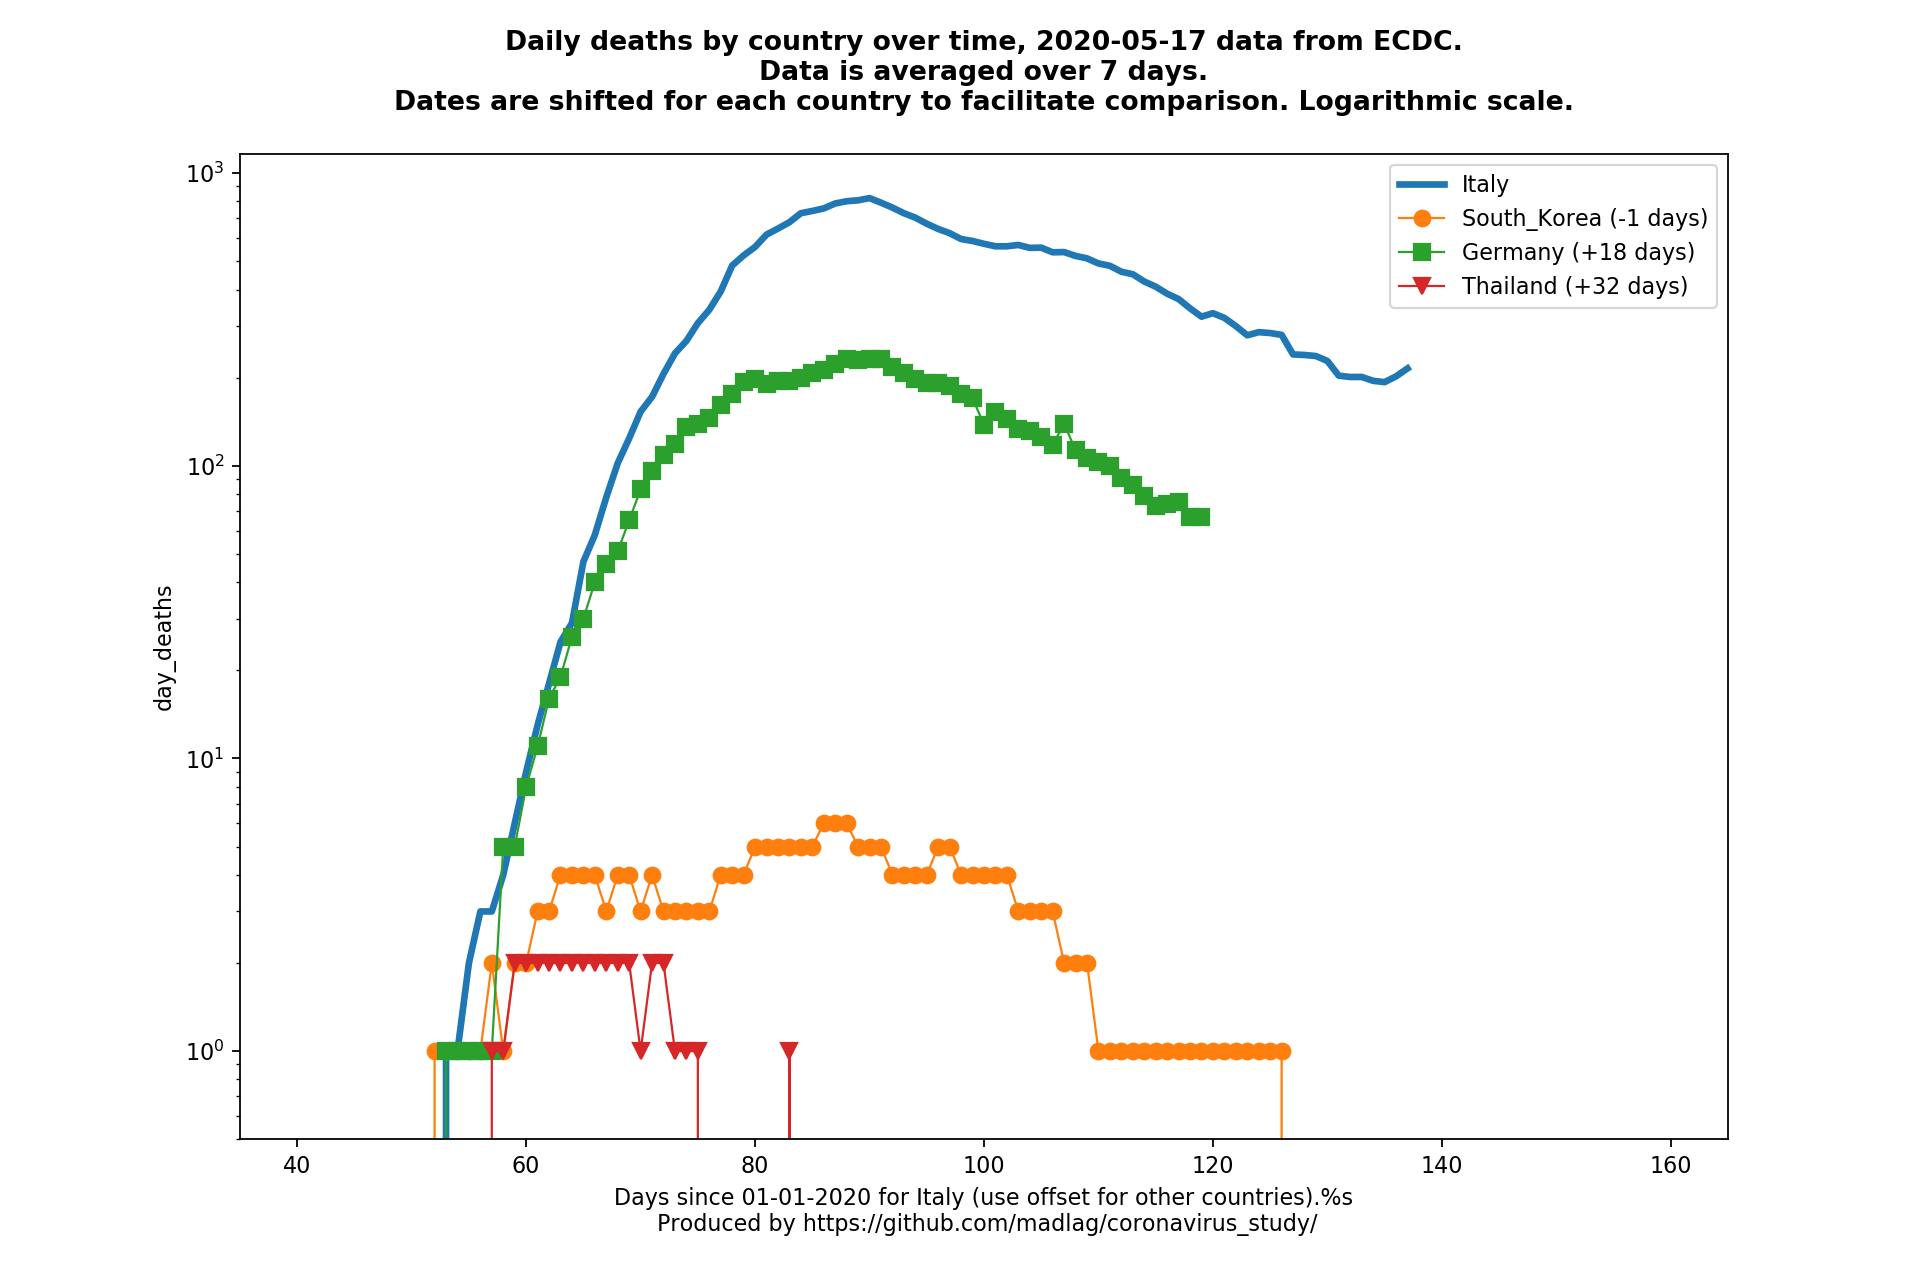 Daily deaths by country over time, 2020-05-17 data from ECDC.
Data is averaged over 7 days.
Dates are shifted for each country to facilitate comparison. Logarithmic scale.
Italy
South_Korea (-1 days)
Germany (+18 days)
Thailand (+32 days)
day_deaths
10³
10²
10¹
10⁰
40 60 80 100 120 140 160
Days since 01-01-2020 for Italy (use offset for other countries).%s
Produced by https://github.com/madlag/coronavirus_study/